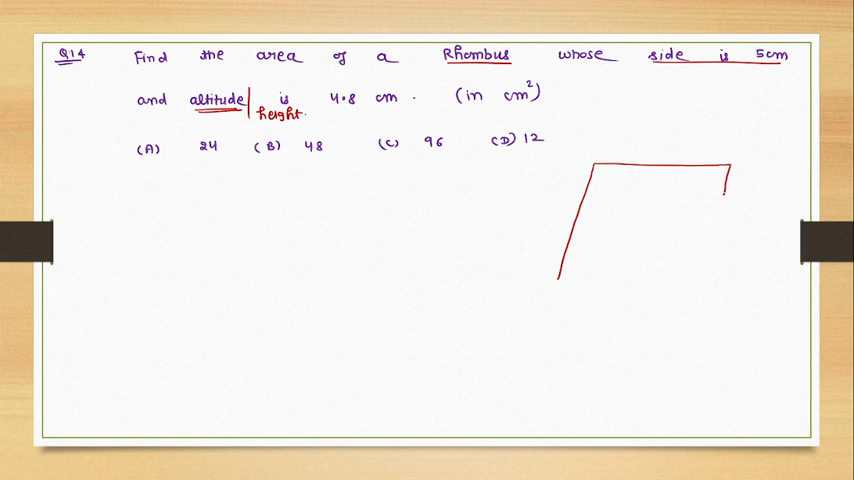 Q14 Find the area of a Rhombus whose side is 5cm
and altitude| is 4.8 cm. (in cm²)
height.
(A) 24 (B) 48 (C) 96 (D) 12